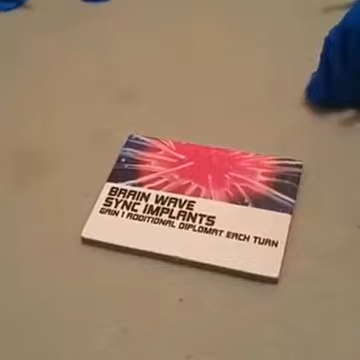 BRAIN WAVE
SYNC IMPLANTS
GAIN 1 ADDITIONAL DIPLOMAT EACH TURN